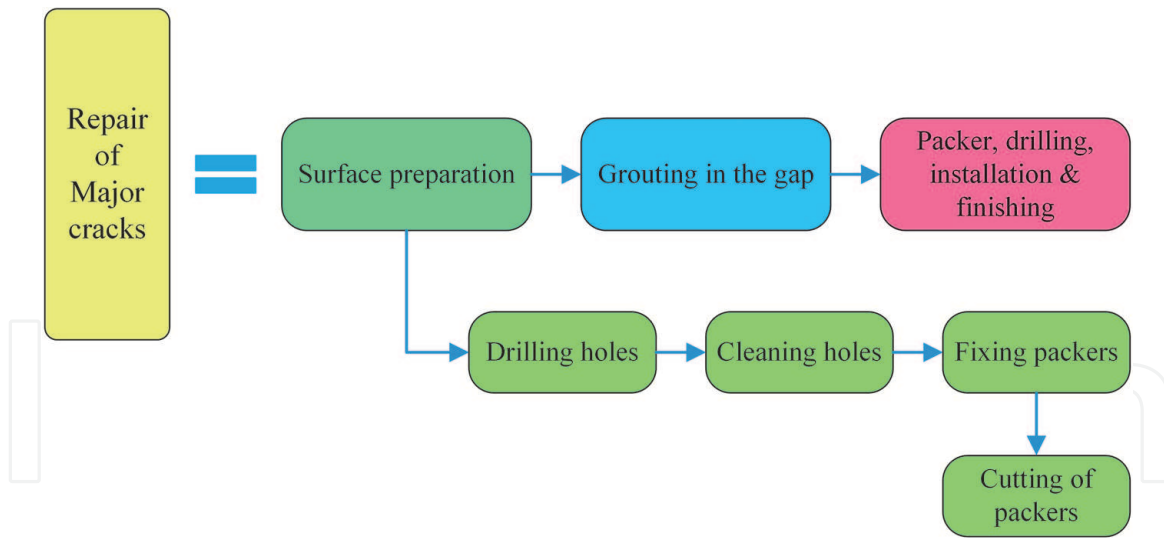 Repair
of
Major
cracks
Surface preparation
Grouting in the gap
Packer, drilling,
installation &
finishing
Drilling holes
Cleaning holes
Fixing packers
Cutting of
packers